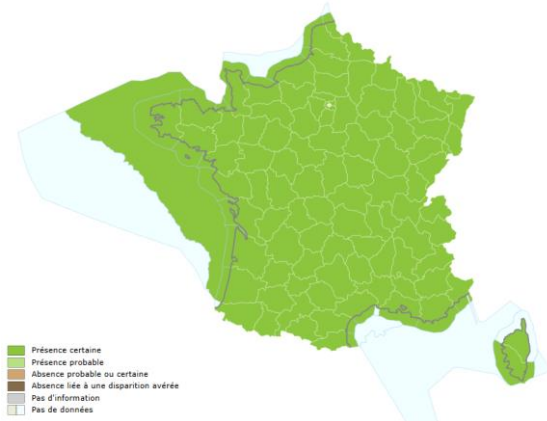 Présence certaine
Présence probable
Absence probable ou certaine
Absence liée à une disparition avérée
Pas d'information
Pas de données